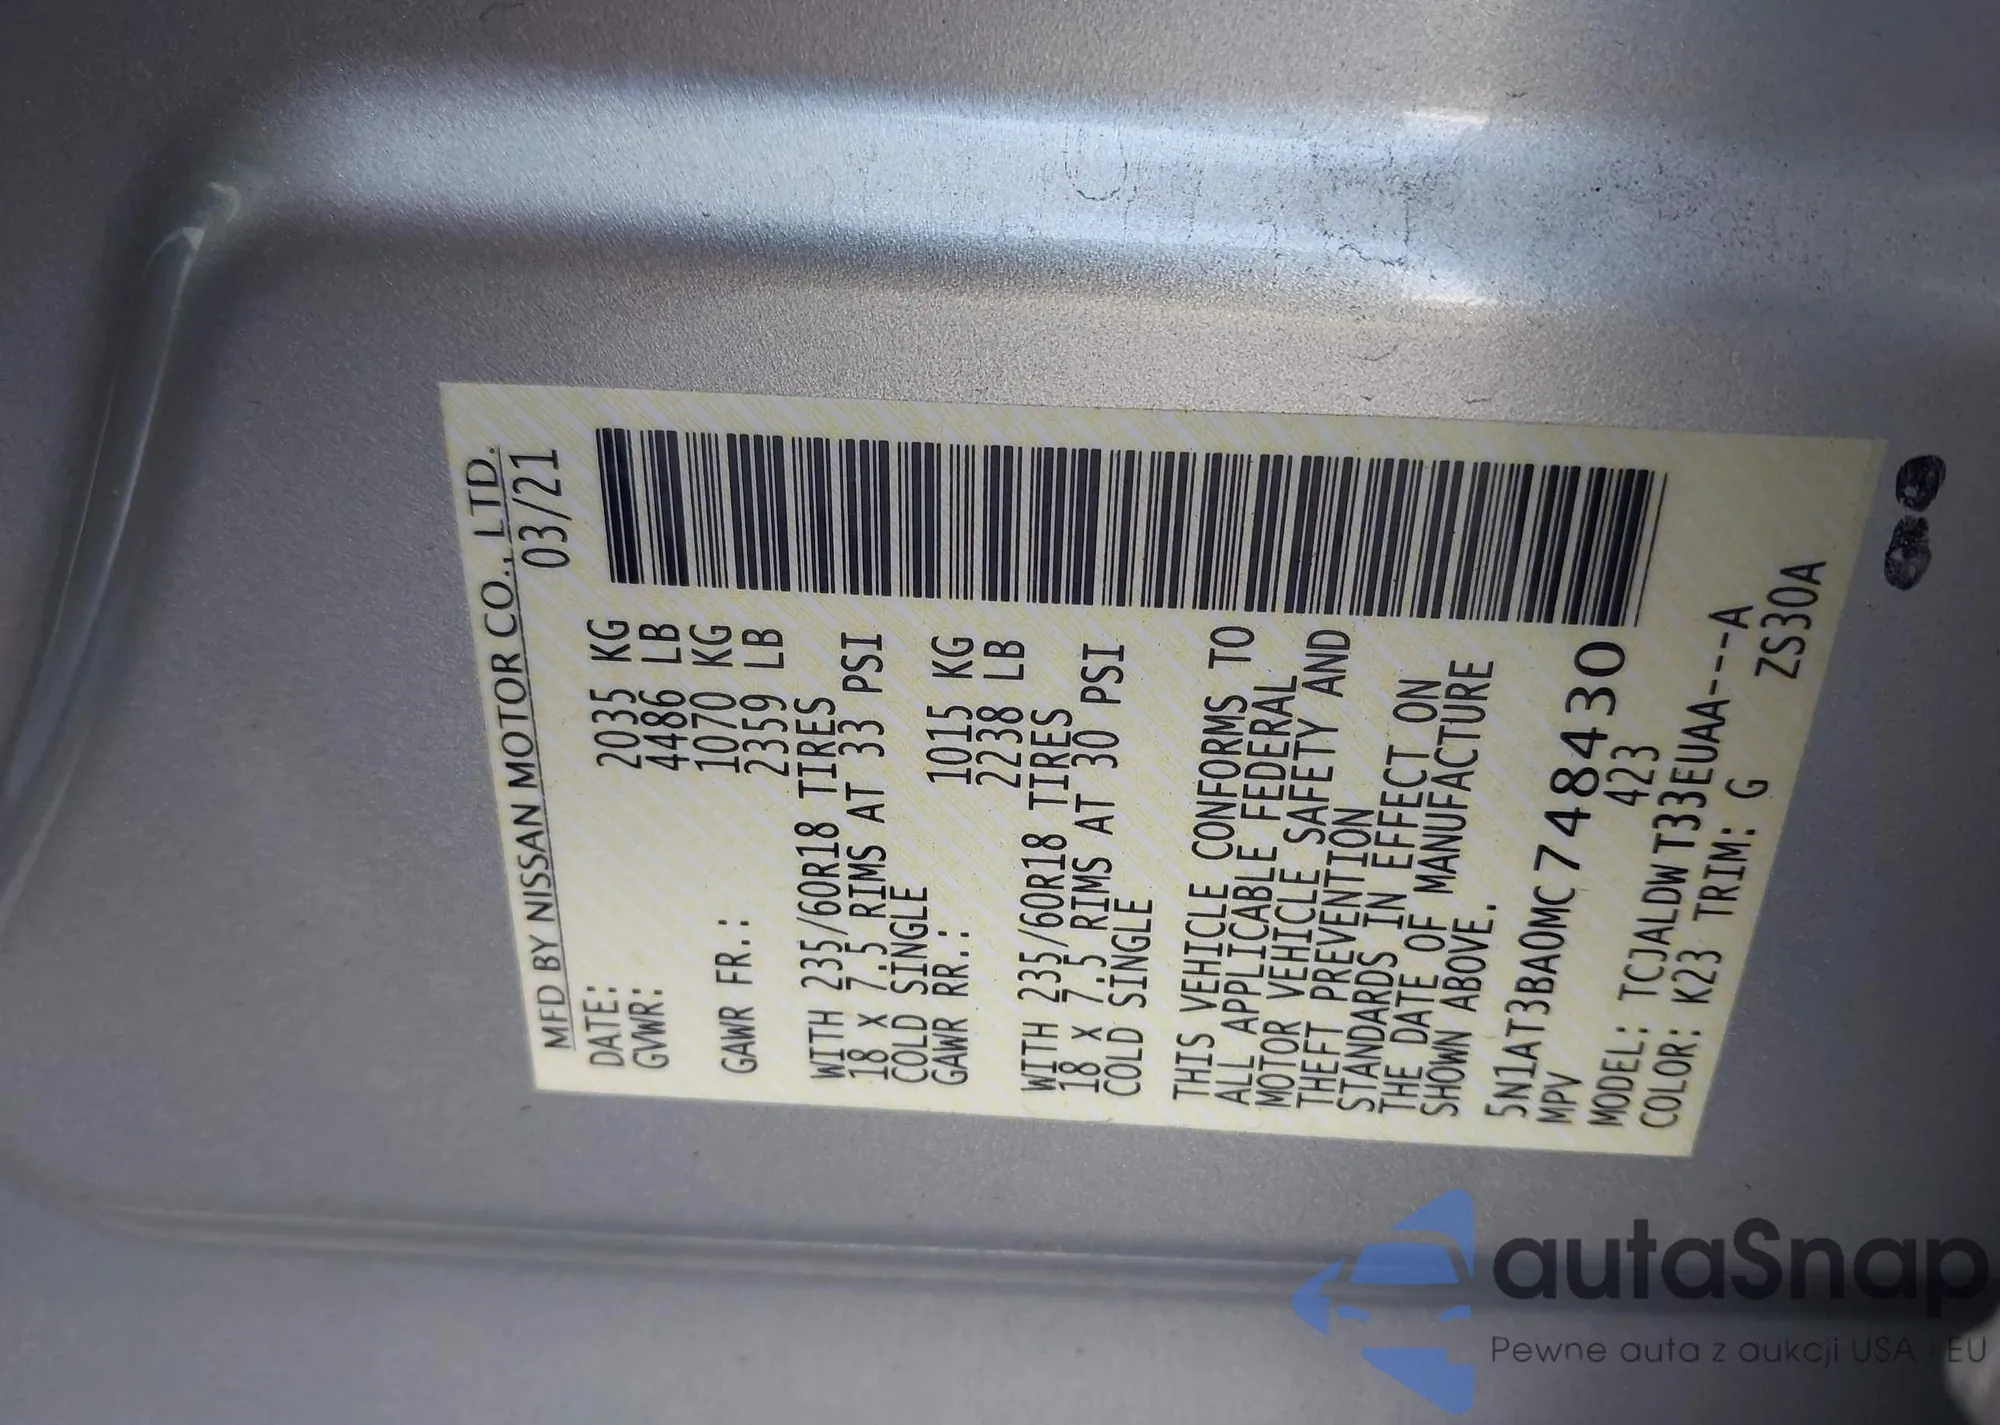 MFD BY NISSAN MOTOR CO., LTD.
DATE: 03/21
GVWR: 2035 KG
4486 LB
GAWR FR.: 1070 KG
2359 LB
WITH 235/60R18 TIRES
18 X 7.5 RIMS AT 33 PSI
COLD SINGLE
GAWR RR.: 1015 KG
2238 LB
WITH 235/60R18 TIRES
18 X 7.5 RIMS AT 30 PSI
COLD SINGLE
THIS VEHICLE CONFORMS TO
ALL APPLICABLE FEDERAL
MOTOR VEHICLE SAFETY AND
THEFT PREVENTION
STANDARDS IN EFFECT ON
THE DATE OF MANUFACTURE
SHOWN ABOVE.
5N1AT3BA0MC748430
MPV 423
MODEL: TCJALDWT33EUAA---A
COLOR: K23 TRIM: G ZS30A
autaSnap
Pewne auta z aukcji USA i EU